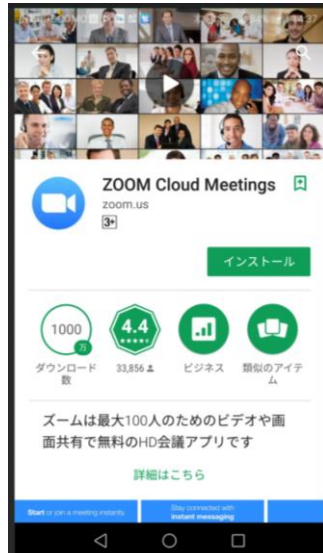 ZOOM Cloud Meetings
zoom.us
3+
インストール
1000
万
4.4
ダウンロード
数
33,856
ビジネス
類似のアイテ
ム
ズームは最大100人のためのビデオや画
面共有で無料のHD会議アプリです
詳細はこちら
Start or join a meeting instantly
Stay connected with
instant messaging